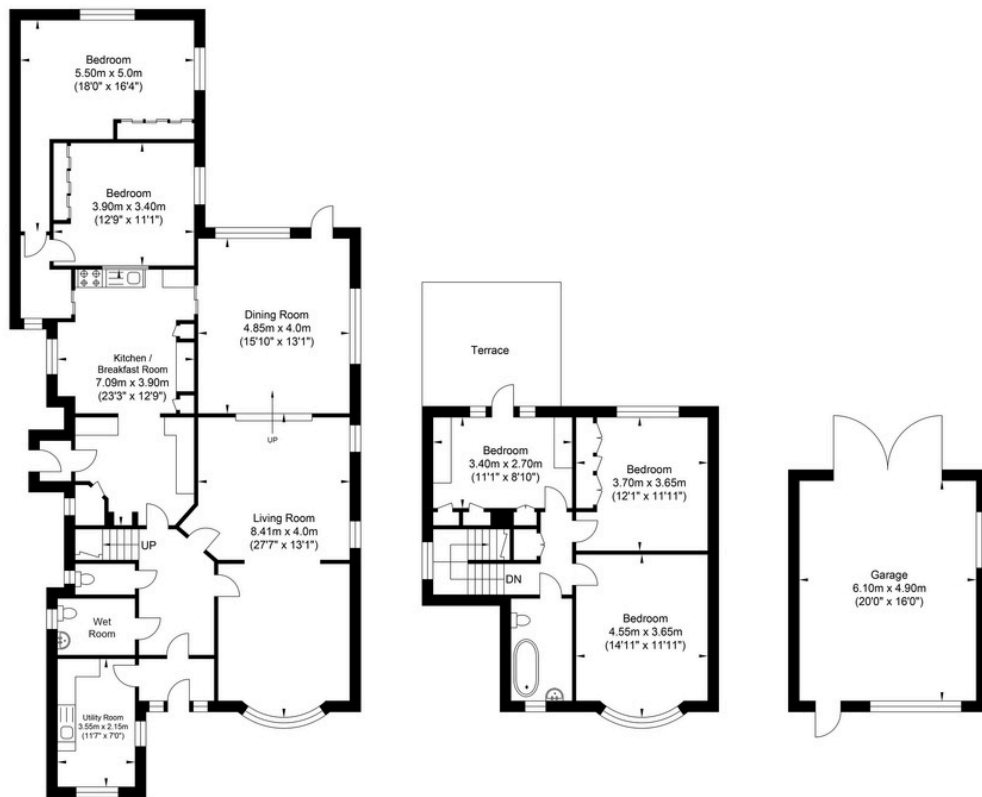 Bedroom
5.50m x 5.0m
(18'0" x 16'4")
Bedroom
3.90m x 3.40m
(12'9" x 11'1")
Dining Room
4.85m x 4.0m
(15'10" x 13'1")
Kitchen /
Breakfast Room
7.09m x 3.90m
(23'3" x 12'9")
UP
Living Room
8.41m x 4.0m
(27'7" x 13'1")
UP
Wet
Room
Utility Room
3.55m x 2.15m
(11'7" x 7'0")
Terrace
Bedroom
3.40m x 2.70m
(11'1" x 8'10")
Bedroom
3.70m x 3.65m
(12'1" x 11'11")
DN
Bedroom
4.55m x 3.65m
(14'11" x 11'11")
Garage
6.10m x 4.90m
(20'0" x 16'0")